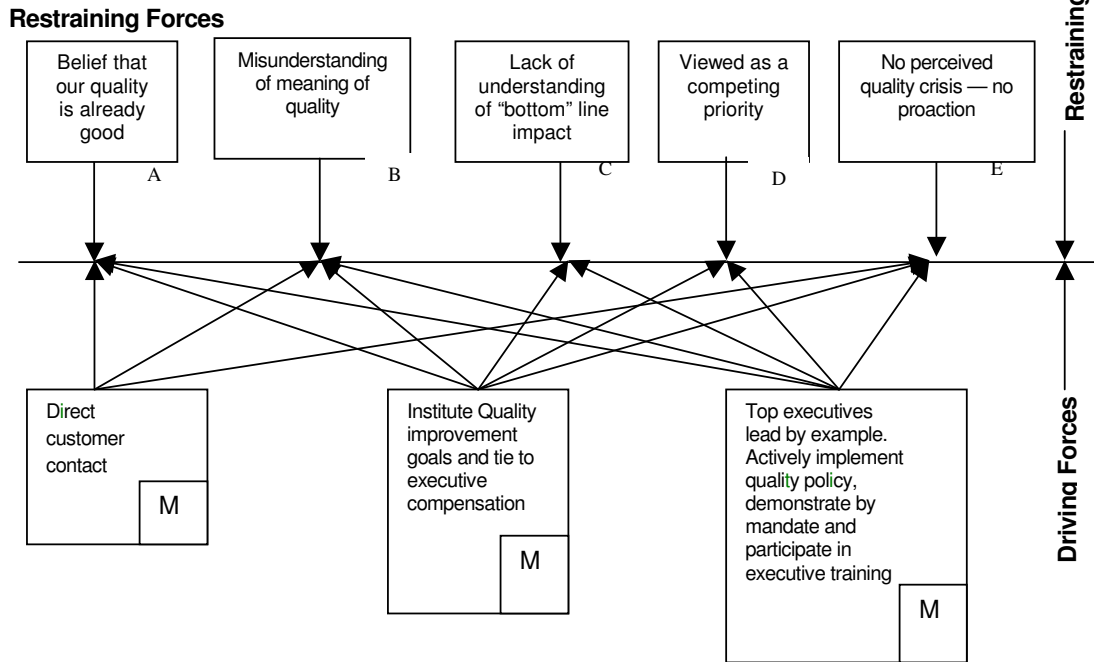 Restraining Forces
Belief that
our quality
is already
good
A
Misunderstanding
of meaning of
quality
B
Lack of
understanding
of “bottom” line
impact
C
Viewed as a
competing
priority
D
No perceived
quality crisis — no
proaction
E
Restraining
Direct
customer
contact
M
Institute Quality
improvement
goals and tie to
executive
compensation
M
Top executives
lead by example.
Actively implement
quality policy,
demonstrate by
mandate and
participate in
executive training
M
Driving Forces